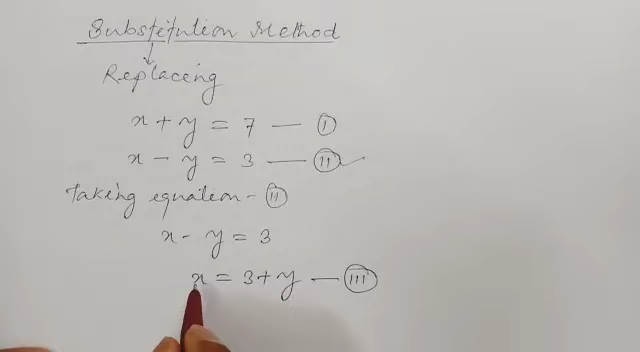 Substitution Method
Replacing
x + y = 7 — (I)
x - y = 3 — (II) ✓
Taking equation - (II)
x - y = 3
x = 3 + y — (III)